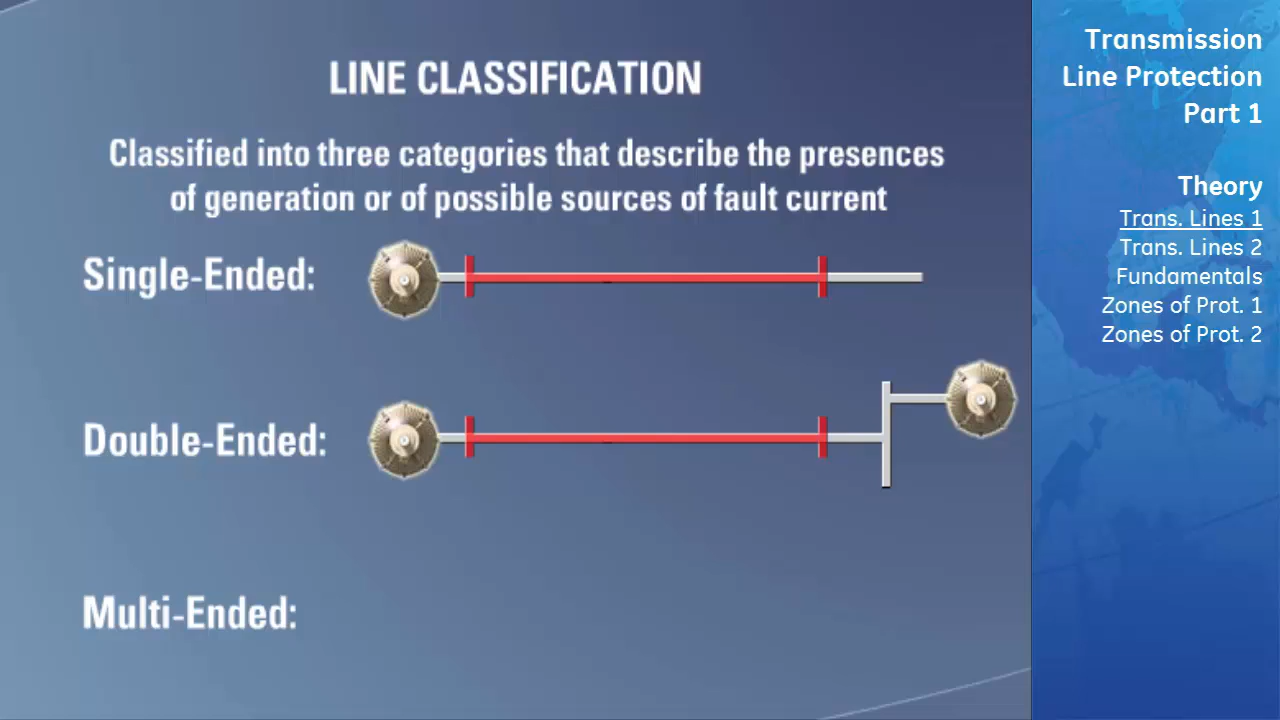 LINE CLASSIFICATION
Classified into three categories that describe the presences
of generation or of possible sources of fault current
Single-Ended:
Double-Ended:
Multi-Ended:
Transmission
Line Protection
Part 1
Theory
Trans. Lines 1
Trans. Lines 2
Fundamentals
Zones of Prot. 1
Zones of Prot. 2